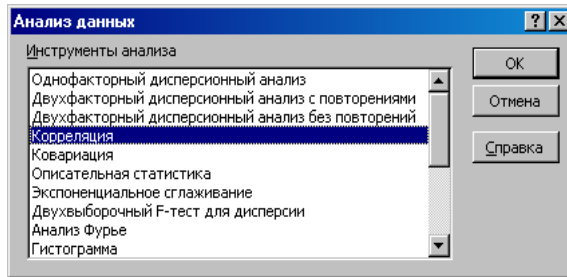 Анализ данных
Инструменты анализа
Однофакторный дисперсионный анализ
Двухфакторный дисперсионный анализ с повторениями
Двухфакторный дисперсионный анализ без повторений
Корреляция
Ковариация
Описательная статистика
Экспоненциальное сглаживание
Двухвыборочный F-тест для дисперсии
Анализ Фурье
Гистограмма
OK
Отмена
Справка